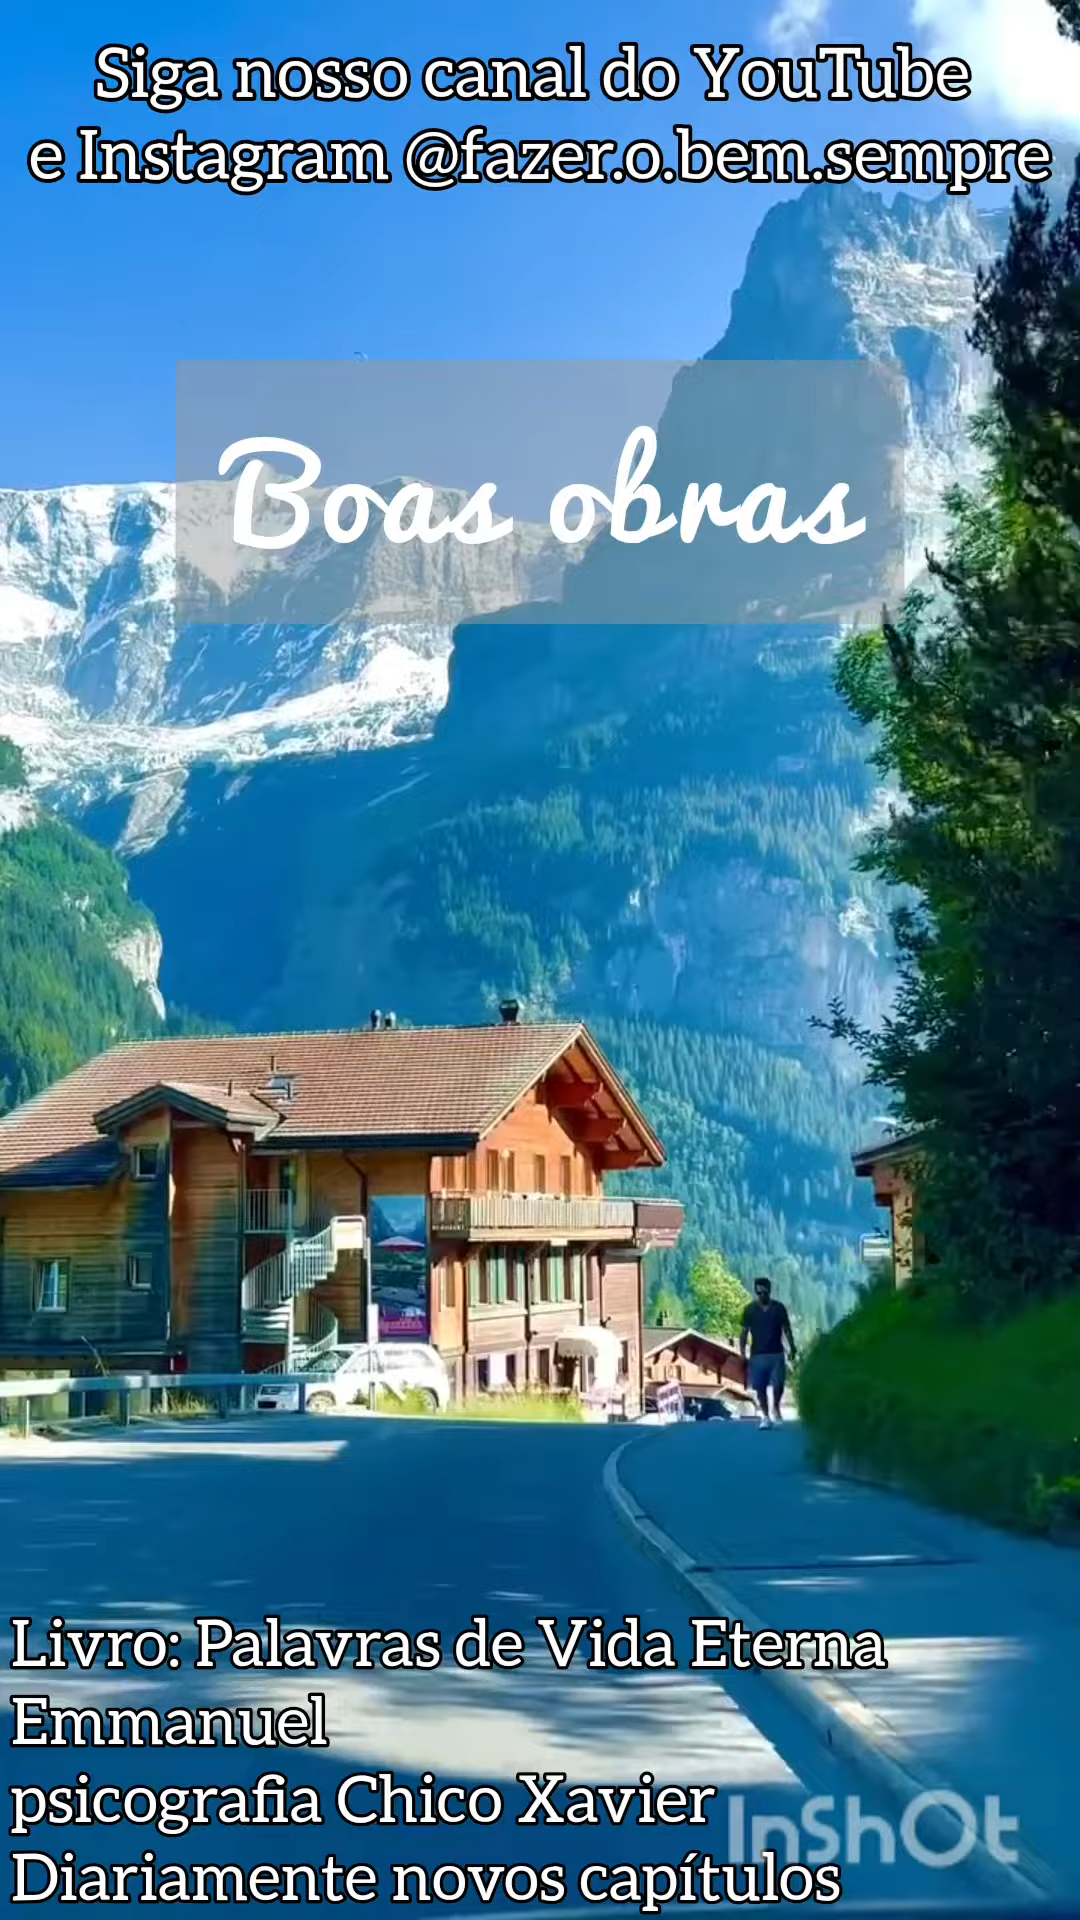 Siga nosso canal do YouTube
e Instagram @fazer.o.bem.sempre
Boas obras
Livro: Palavras de Vida Eterna
Emmanuel
psicografia Chico Xavier
InShOt
Diariamente novos capítulos